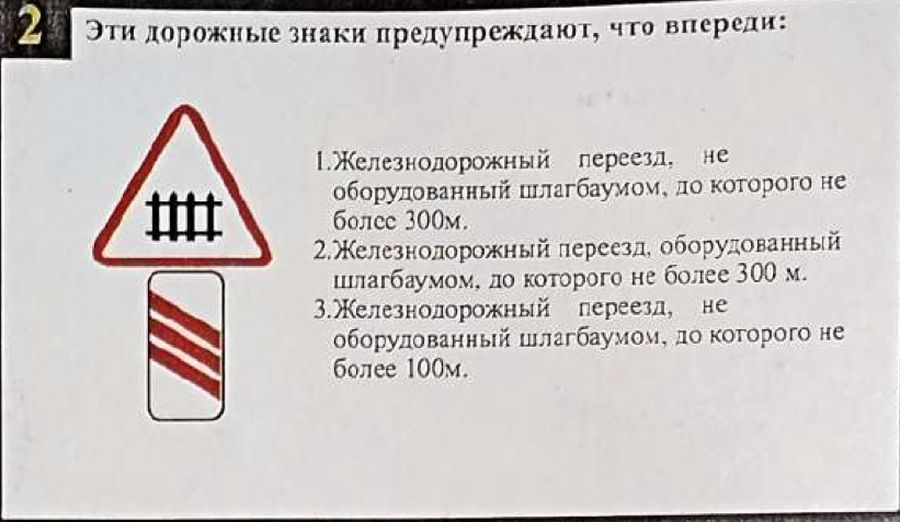 2
Эти дорожные знаки предупреждают, что впереди:
1.Железнодорожный переезд, не
оборудованный шлагбаумом, до которого не
более 300м.
2.Железнодорожный переезд, оборудованный
шлагбаумом, до которого не более 300 м.
3.Железнодорожный переезд, не
оборудованный шлагбаумом, до которого не
более 100м.